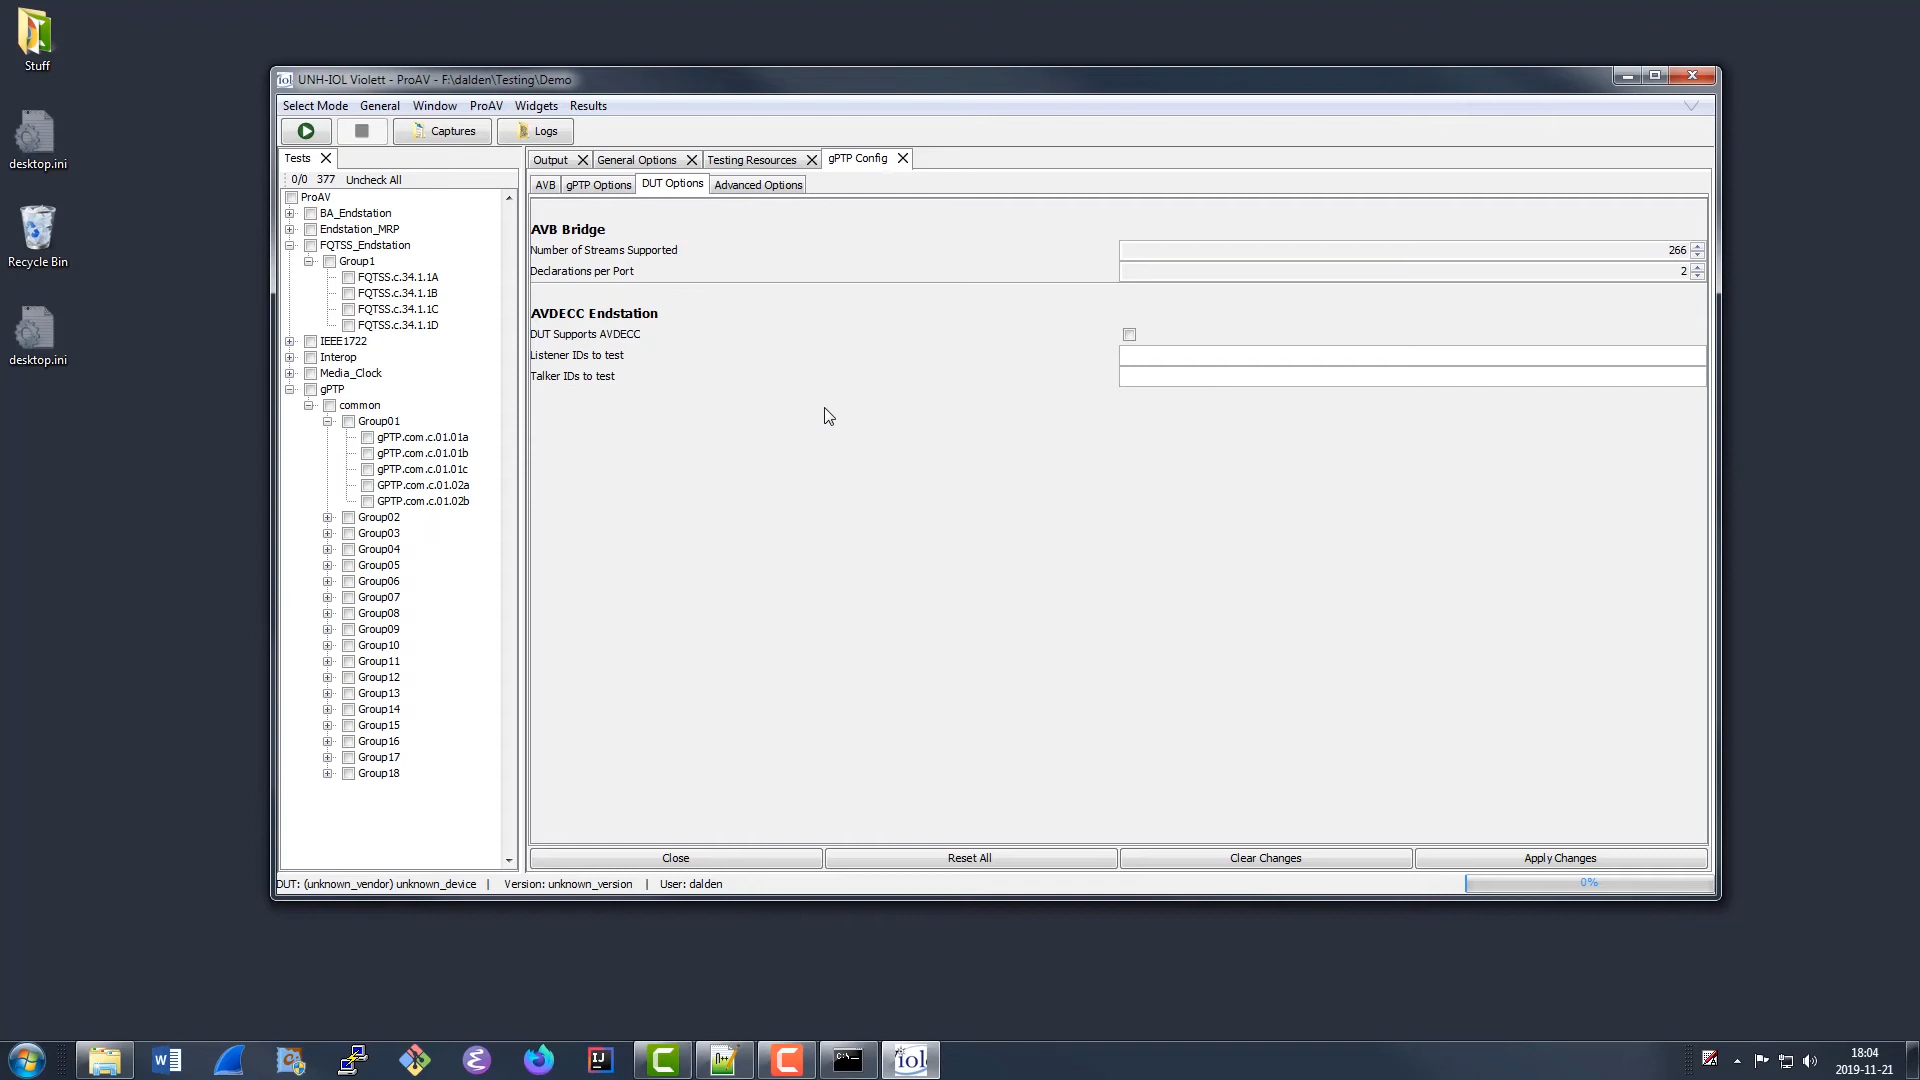 Stuff
desktop.ini
Recycle Bin
desktop.ini
iol UNH-IOL Violett - ProAV - F:\dalden\Testing\Demo
Select Mode General Window ProAV Widgets Results
Captures Logs
Tests
0/0 377 Uncheck All
ProAV
BA_Endstation
Endstation_MRP
FQTSS_Endstation
Group1
FQTSS.c.34.1.1A
FQTSS.c.34.1.1B
FQTSS.c.34.1.1C
FQTSS.c.34.1.1D
IEEE1722
Interop
Media_Clock
gPTP
common
Group01
gPTP.com.c.01.01a
gPTP.com.c.01.01b
gPTP.com.c.01.01c
GPTP.com.c.01.02a
GPTP.com.c.01.02b
Group02
Group03
Group04
Group05
Group06
Group07
Group08
Group09
Group10
Group11
Group12
Group13
Group14
Group15
Group16
Group17
Group18
Output General Options Testing Resources gPTP Config
AVB gPTP Options DUT Options Advanced Options
AVB Bridge
Number of Streams Supported 266
Declarations per Port 2
AVDECC Endstation
DUT Supports AVDECC
Listener IDs to test
Talker IDs to test
Close Reset All Clear Changes Apply Changes
DUT: (unknown_vendor) unknown_device | Version: unknown_version | User: dalden 0%
W IJ C C C:\. iol
18:04
2019-11-21